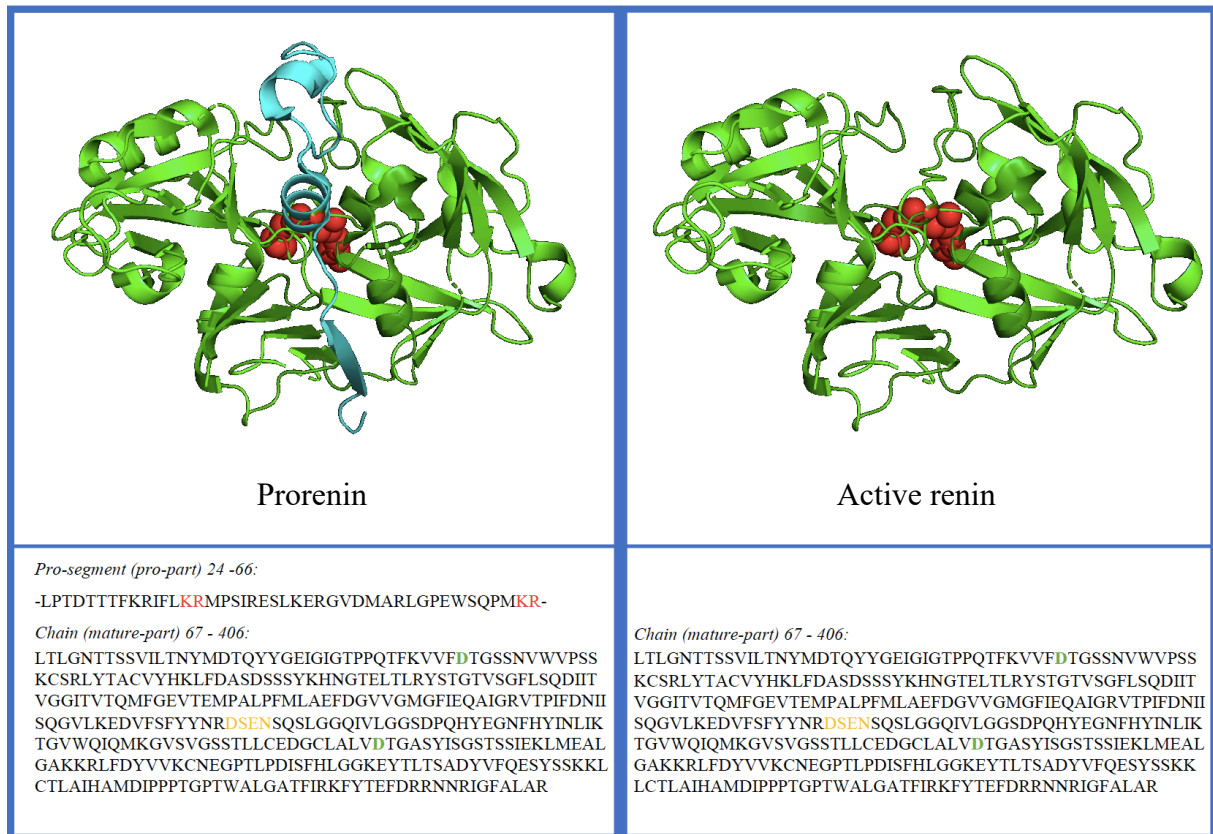 Prorenin
Active renin
Pro-segment (pro-part) 24 -66:
-LPTDTTTFKRIFLKRMPSIRESLKERGVDMARLGPEWSQPMKR-
Chain (mature-part) 67 - 406:
LTLGNTTSSVILTNYMDTQYYGEIGIGTPPQTFKVVFDTGSSNVWVPSS
KCSRLYTACVYHKLFDASDSSSYKHNGTELTLRYSTGTVSGFLSQDIIT
VGGITVTQMFGEVTEMPALPFMLAEFDGVVGMGFIEQAIGRVTPIFDNII
SQGVLKEDVFSFYYNRDSENSQSLGGQIVLGGSDPQHYEGNFHYINLIK
TGVWQIQMKGVSVGSSTLLCEDGCLALVDTGASYISGSTSSIEKLMEAL
GAKKRLFDYVVKCNEGPTLPDISFHLGGKEYTLTSADYVFQESYSSKKL
CTLAIHAMDIPPPTGPTWALGATFIRKFYTEFDRRNNRIGFALAR
Chain (mature-part) 67 - 406:
LTLGNTTSSVILTNYMDTQYYGEIGIGTPPQTFKVVFDTGSSNVWVPSS
KCSRLYTACVYHKLFDASDSSSYKHNGTELTLRYSTGTVSGFLSQDIIT
VGGITVTQMFGEVTEMPALPFMLAEFDGVVGMGFIEQAIGRVTPIFDNII
SQGVLKEDVFSFYYNRDSENSQSLGGQIVLGGSDPQHYEGNFHYINLIK
TGVWQIQMKGVSVGSSTLLCEDGCLALVDTGASYISGSTSSIEKLMEAL
GAKKRLFDYVVKCNEGPTLPDISFHLGGKEYTLTSADYVFQESYSSKK
LCTLAIHAMDIPPPTGPTWALGATFIRKFYTEFDRRNNRIGFALAR